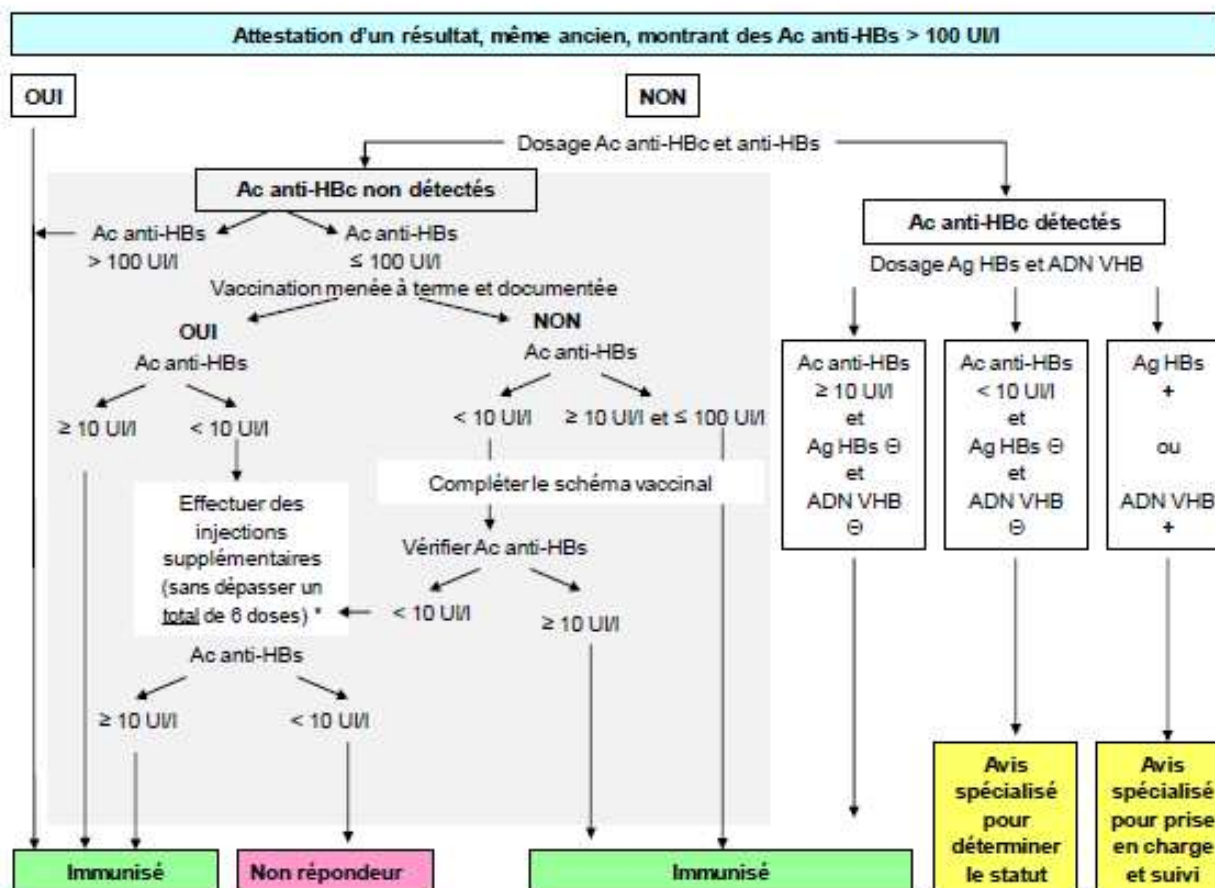 Attestation d'un résultat, même ancien, montrant des Ac anti-HBs > 100 UI/l
OUI
NON
Dosage Ac anti-HBc et anti-HBs
Ac anti-HBc non détectés
Ac anti-HBs
> 100 UI/l
Ac anti-HBs
≤ 100 UI/l
Vaccination menée à terme et documentée
OUI
Ac anti-HBs
≥ 10 UI/l
< 10 UI/l
NON
Ac anti-HBs
< 10 UI/l
≥ 10 UI/l et ≤ 100 UI/l
Effectuer des
injections
supplémentaires
(sans dépasser un
total de 6 doses) *
Compléter le schéma vaccinal
Vérifier Ac anti-HBs
< 10 UI/l
≥ 10 UI/l
Ac anti-HBs
≥ 10 UI/l
< 10 UI/l
Ac anti-HBc détectés
Dosage Ag HBs et ADN VHB
Ac anti-HBs
≥ 10 UI/l
et
Ag HBs ⊖
et
ADN VHB
⊖
Ac anti-HBs
< 10 UI/l
et
Ag HBs ⊖
et
ADN VHB
⊖
Ag HBs
+
ou
ADN VHB
+
Immunisé
Non répondeur
Immunisé
Avis
spécialisé
pour
déterminer
le statut
Avis
spécialisé
pour prise
en charge
et suivi